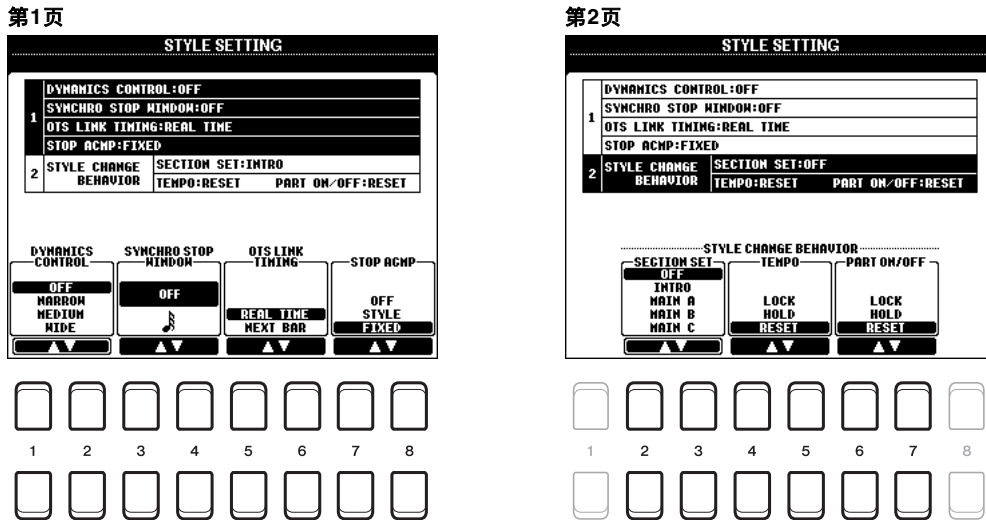 第1页
STYLE SETTING
1
DYNAMICS CONTROL:OFF
SYNCHRO STOP WINDOW:OFF
OTS LINK TIMING:REAL TIME
STOP ACMP:FIXED
2
STYLE CHANGE BEHAVIOR
SECTION SET:INTRO
TEMPO:RESET PART ON/OFF:RESET
DYNAMICS CONTROL
OFF
NARROW
MEDIUM
WIDE
SYNCHRO STOP WINDOW
OFF
OTS LINK TIMING
REAL TIME
NEXT BAR
STOP ACMP
OFF
STYLE
FIXED
1 2 3 4 5 6 7 8
第2页
STYLE SETTING
1
DYNAMICS CONTROL:OFF
SYNCHRO STOP WINDOW:OFF
OTS LINK TIMING:REAL TIME
STOP ACMP:FIXED
2
STYLE CHANGE BEHAVIOR
SECTION SET:OFF
TEMPO:RESET PART ON/OFF:RESET
STYLE CHANGE BEHAVIOR
SECTION SET
OFF
INTRO
MAIN A
MAIN B
MAIN C
TEMPO
LOCK
HOLD
RESET
PART ON/OFF
LOCK
HOLD
RESET
1 2 3 4 5 6 7 8